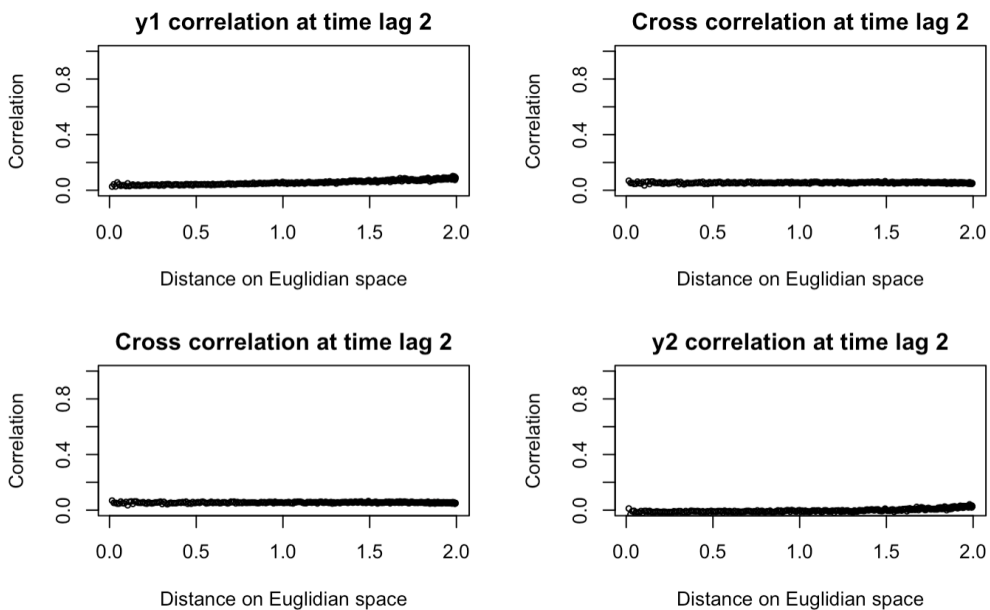 y1 correlation at time lag 2
Correlation
0.0 0.4 0.8
0.0 0.5 1.0 1.5 2.0
Distance on Euglidian space
Cross correlation at time lag 2
Correlation
0.0 0.4 0.8
0.0 0.5 1.0 1.5 2.0
Distance on Euglidian space
Cross correlation at time lag 2
Correlation
0.0 0.4 0.8
0.0 0.5 1.0 1.5 2.0
Distance on Euglidian space
y2 correlation at time lag 2
Correlation
0.0 0.4 0.8
0.0 0.5 1.0 1.5 2.0
Distance on Euglidian space